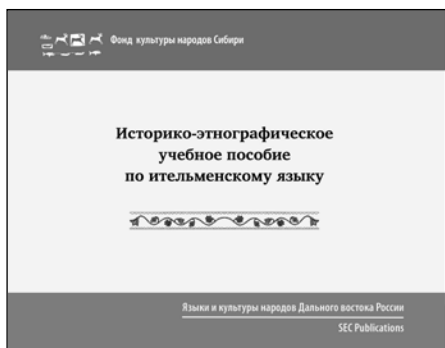 Фонд культуры народов Сибири
Историко-этнографическое
учебное пособие
по ительменскому языку
Языки и культуры народов Дальнего востока России
SEC Publications